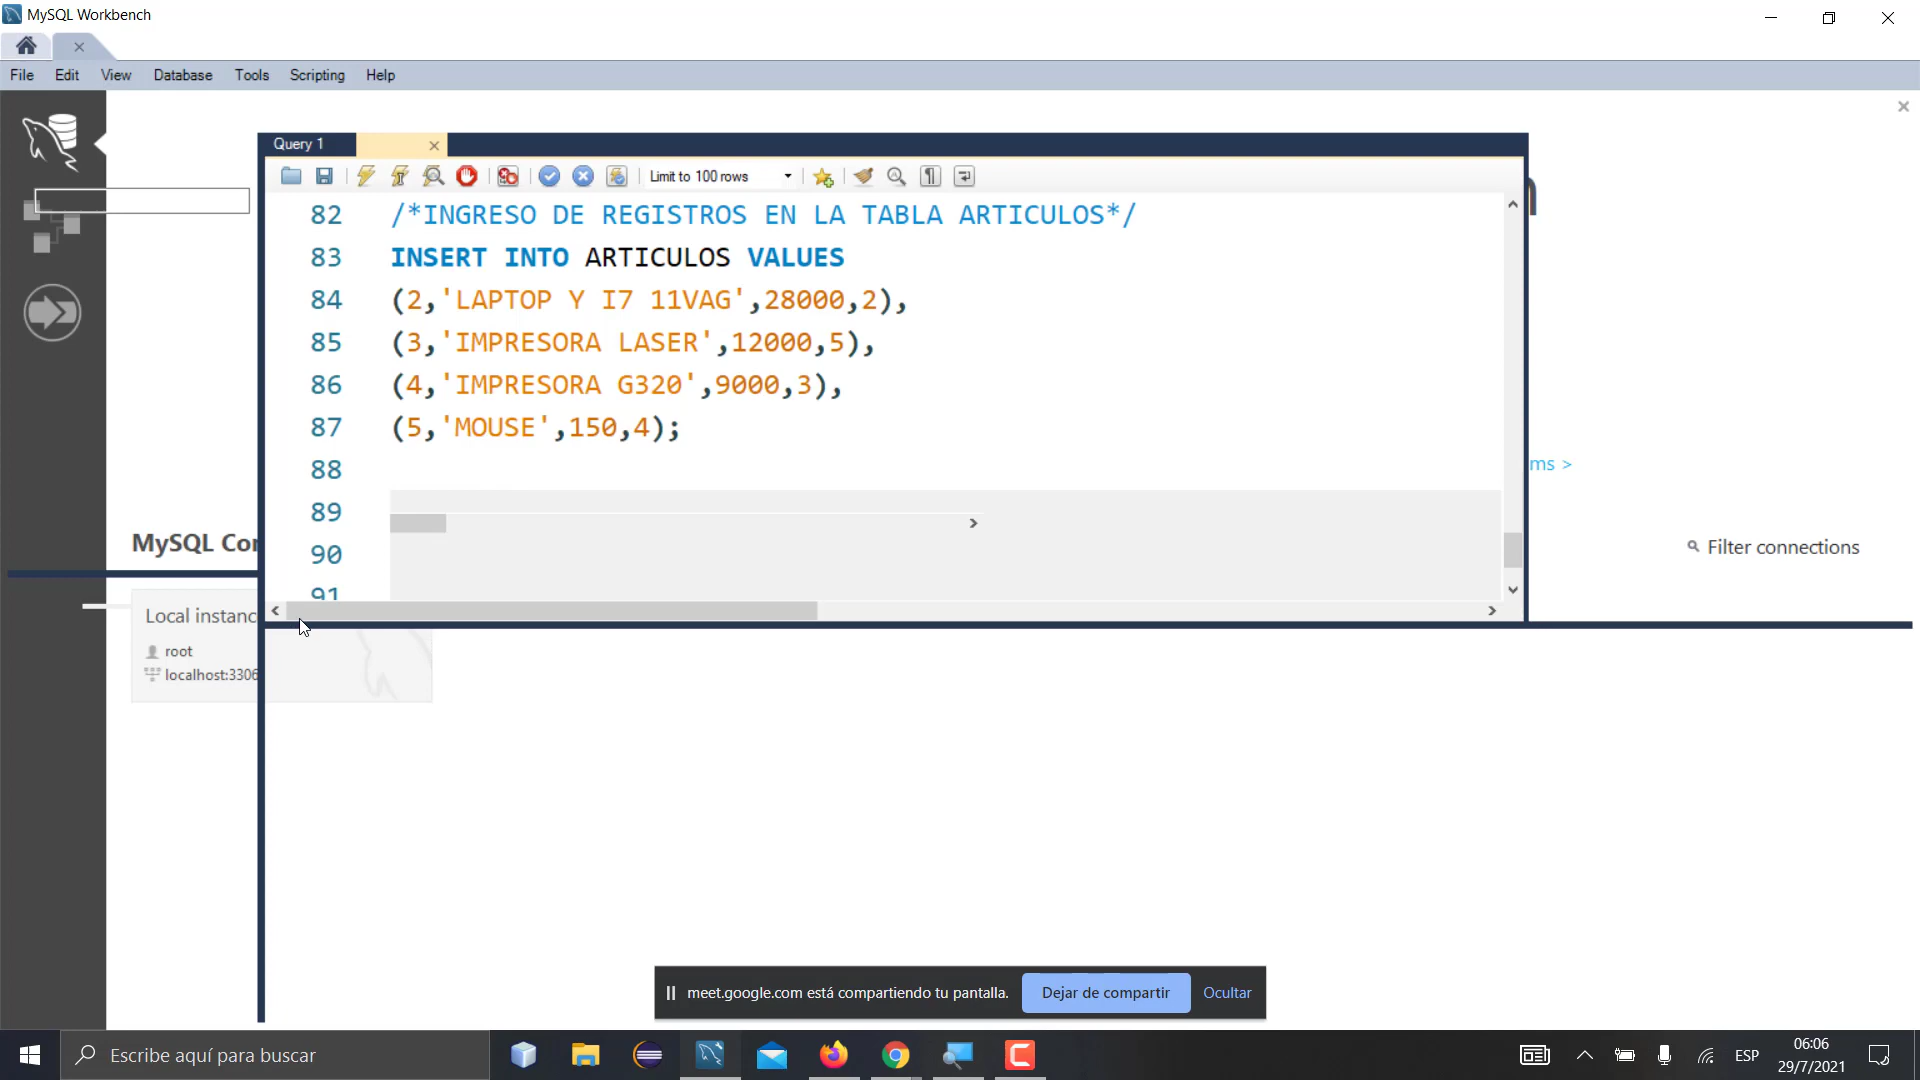 MySQL Workbench
File Edit View Database Tools Scripting Help
Query 1
Limit to 100 rows
82 /*INGRESO DE REGISTROS EN LA TABLA ARTICULOS*/
83 INSERT INTO ARTICULOS VALUES
84 (2,'LAPTOP Y I7 11VAG',28000,2),
85 (3,'IMPRESORA LASER',12000,5),
86 (4,'IMPRESORA G320',9000,3),
87 (5,'MOUSE',150,4);
88
89
90
91
ms >
MySQL Con
Filter connections
Local instanc
root
localhost:3306
meet.google.com está compartiendo tu pantalla. Dejar de compartir Ocultar
Escribe aquí para buscar
ESP
06:06
29/7/2021